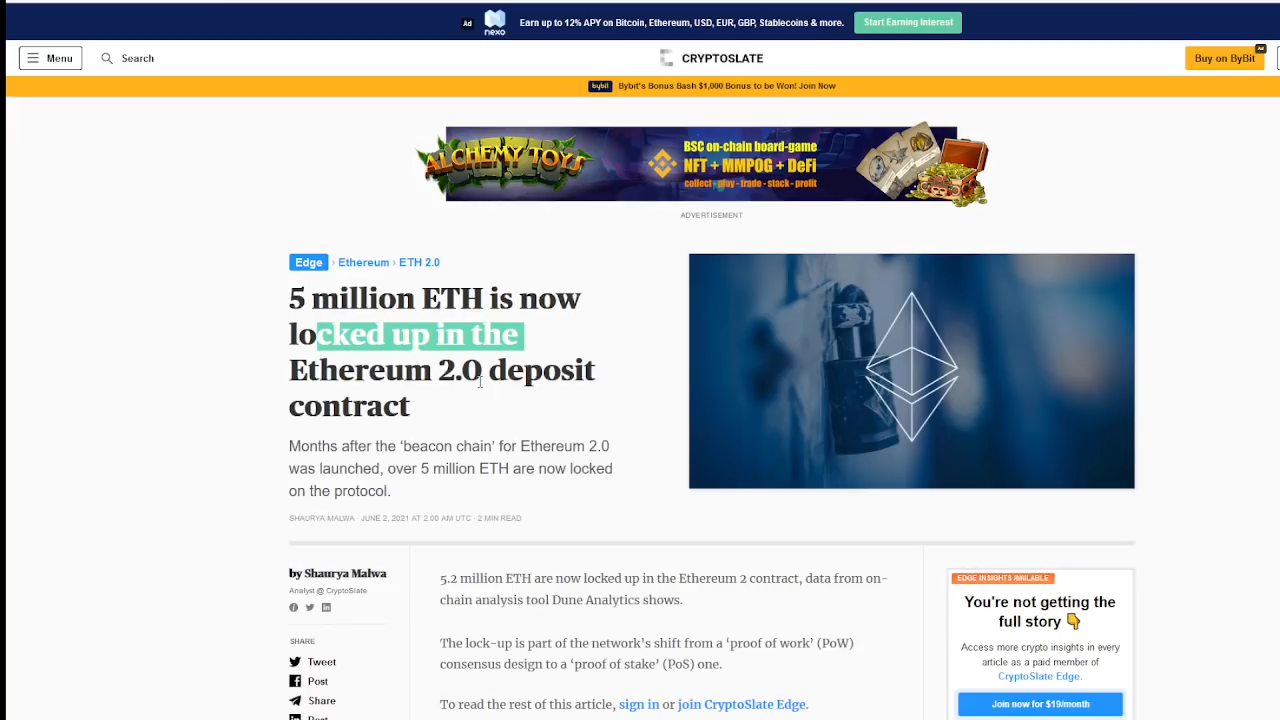 Ad nexo Earn up to 12% APY on Bitcoin, Ethereum, USD, EUR, GBP, Stablecoins & more. Start Earning Interest
Menu Search CRYPTOSLATE Buy on ByBit Ad
bybit Bybit's Bonus Bash $1,000 Bonus to be Won! Join Now
ALCHEMY TOYS
BSC on-chain board-game
NFT + MMPOG + DeFi
collect - play - trade - stack - profit
ADVERTISEMENT
Edge › Ethereum › ETH 2.0
5 million ETH is now
locked up in the
Ethereum 2.0 deposit
contract
Months after the ‘beacon chain’ for Ethereum 2.0
was launched, over 5 million ETH are now locked
on the protocol.
SHAURYA MALWA · JUNE 2, 2021 AT 2:00 AM UTC · 2 MIN READ
by Shaurya Malwa
Analyst @ CryptoSlate
SHARE
Tweet
Post
Share
Post
5.2 million ETH are now locked up in the Ethereum 2 contract, data from on-
chain analysis tool Dune Analytics shows.
The lock-up is part of the network’s shift from a ‘proof of work’ (PoW)
consensus design to a ‘proof of stake’ (PoS) one.
To read the rest of this article, sign in or join CryptoSlate Edge.
EDGE INSIGHTS AVAILABLE
You're not getting the
full story 👇
Access more crypto insights in every
article as a paid member of
CryptoSlate Edge.
Join now for $19/month